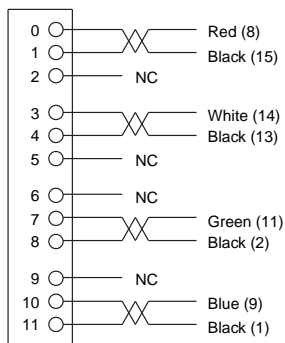 0 Red (8)
1 Black (15)
2 NC
3 White (14)
4 Black (13)
5 NC
6 NC
7 Green (11)
8 Black (2)
9 NC
10 Blue (9)
11 Black (1)